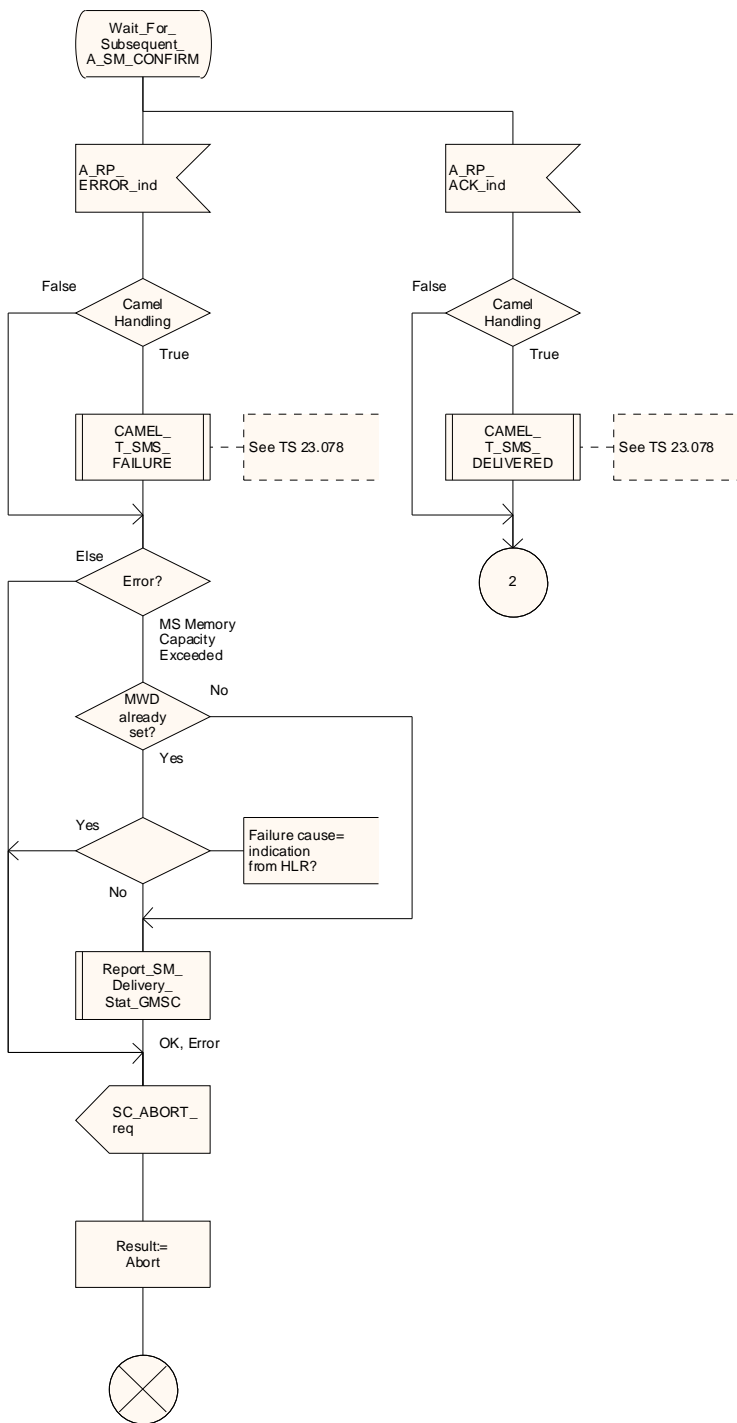 Wait_For_
Subsequent_
A_SM_CONFIRM
A_RP_
ERROR_ind
A_RP_
ACK_ind
False
Camel
Handling
True
False
Camel
Handling
True
CAMEL_
T_SMS_
FAILURE
See TS 23.078
CAMEL_
T_SMS_
DELIVERED
See TS 23.078
Else
Error?
2
MS Memory
Capacity
Exceeded
MWD
already
set?
No
Yes
Yes
Failure cause=
indication
from HLR?
No
Report_SM_
Delivery_
Stat_GMSC
OK, Error
SC_ABORT_
req
Result:=
Abort